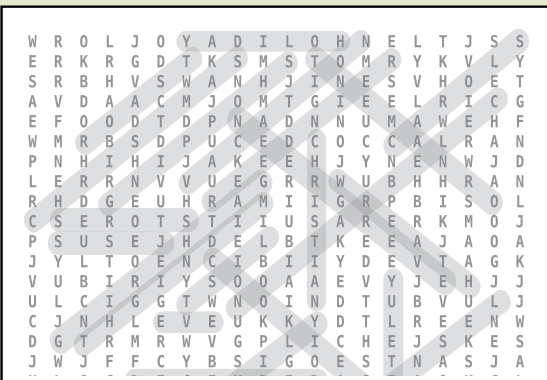 W R O L J O Y A D I L O H N E L T J S S
E R K R G D T K S M S T O M R Y K V L Y
S R B H V S W A N H J I N E S V H O E T
A V D A A C M J O M T G I E E L R I C G
E F O O D T D P N A D N N U M A W E H F
W M R B S D P U C E D C O C C A L R A N
P N H I H I J A K E E H J Y N E N W J D
L E R R N V V U E G R R W U B H H R A N
R H D G E U H R A M I I G R P B I S O L
C S E R O T S T I I U S A R E R K M O J
P S U S E J H D E L B T K E E A J A O A
J Y L T O E N C I B I I Y D E V T A G K
V U B I R I Y S O O A A E V Y J E H J J
U L C I G G T W N O I N D T U B V U L J
C J N H L E V E U K K Y D T L R E E N W
D G T R M R W V G P L I C H E J S K E S
J W J F F C Y B S I G O E S T N A S J A